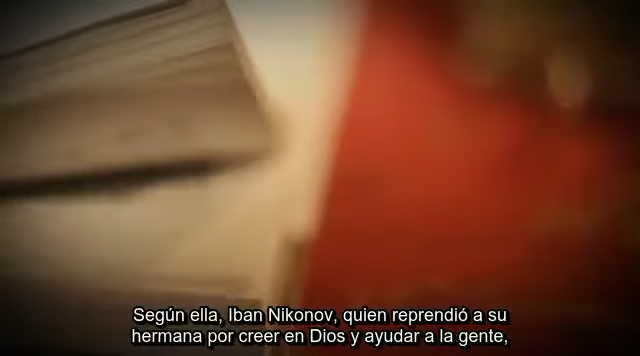 Según ella, Iban Nikonov, quien reprendió a su
hermana por creer en Dios y ayudar a la gente,